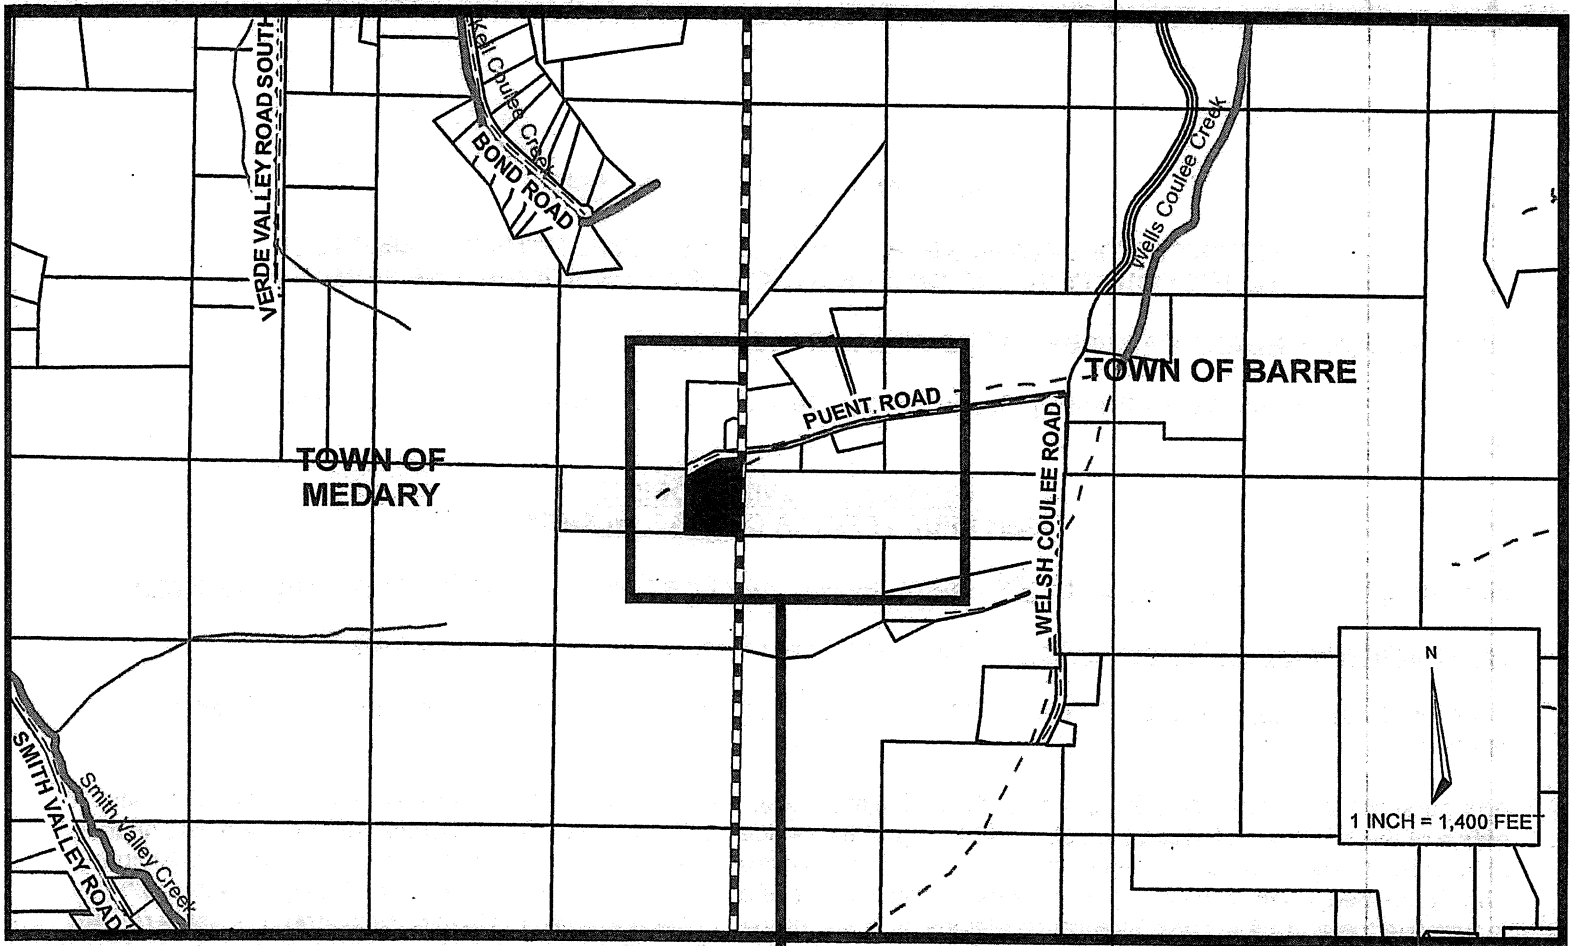 VERDE VALLEY ROAD SOUTH
Kell Coulee Creek
BOND ROAD
Wells Coulee Creek
TOWN OF BARRE
PUENT. ROAD
TOWN OF
MEDARY
WELSH COULEE ROAD
N
1 INCH = 1,400 FEET
SMITH VALLEY ROAD
Smith Valley Creek